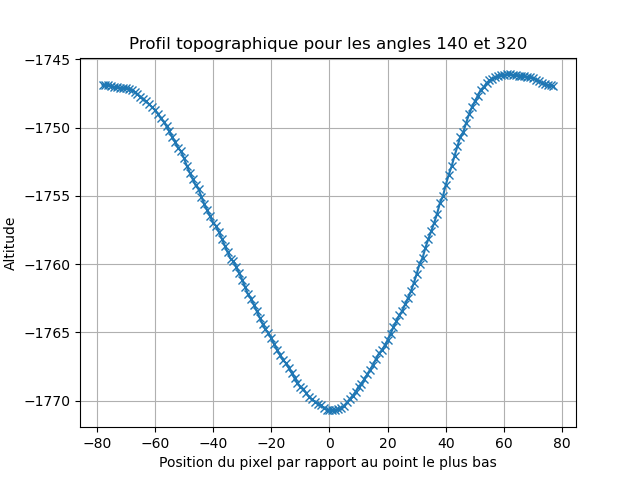 Profil topographique pour les angles 140 et 320
−1745
−1750
−1755
−1760
−1765
−1770
Altitude
−80 −60 −40 −20 0 20 40 60 80
Position du pixel par rapport au point le plus bas